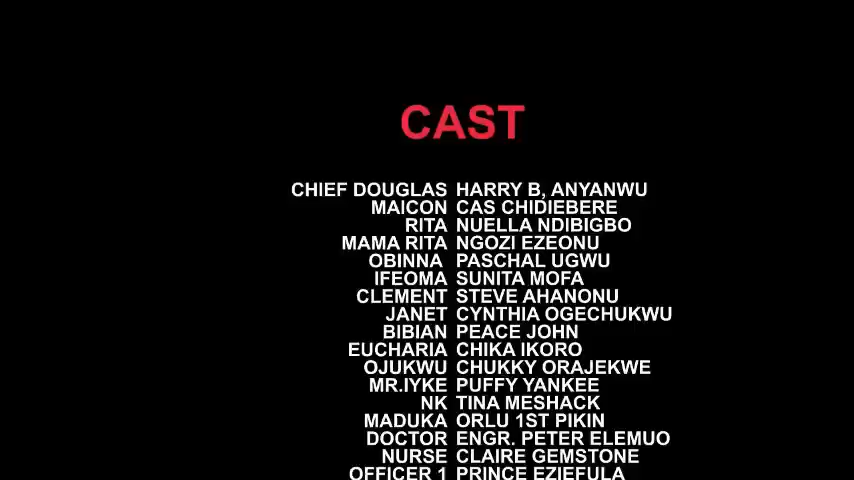 CAST
CHIEF DOUGLAS HARRY B, ANYANWU
MAICON CAS CHIDIEBERE
RITA NUELLA NDIBIGBO
MAMA RITA NGOZI EZEONU
OBINNA PASCHAL UGWU
IFEOMA SUNITA MOFA
CLEMENT STEVE AHANONU
JANET CYNTHIA OGECHUKWU
BIBIAN PEACE JOHN
EUCHARIA CHIKA IKORO
OJUKWU CHUKKY ORAJEKWE
MR.IYKE PUFFY YANKEE
NK TINA MESHACK
MADUKA ORLU 1ST PIKIN
DOCTOR ENGR. PETER ELEMUO
NURSE CLAIRE GEMSTONE
OFFICER 1 PRINCE EZIEFULA